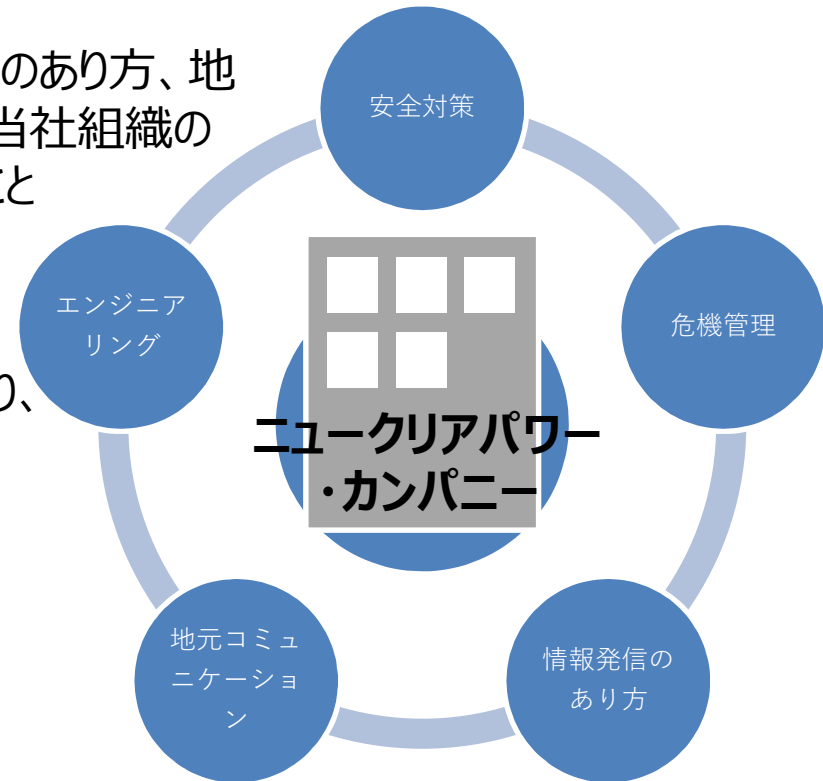 のあり方、地
当社組織の
こと
り、
安全対策
危機管理
情報発信の
あり方
地元コミュ
ニケーショ
ン
エンジニア
リング
ニュークリアパワー
・カンパニー